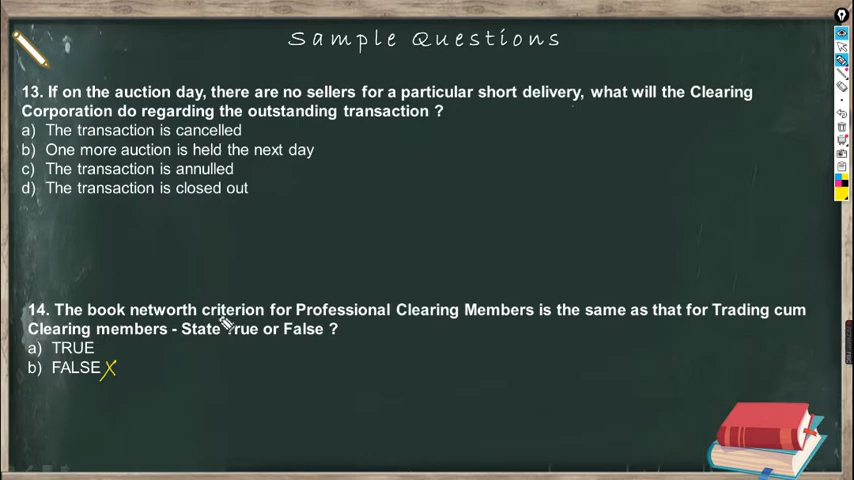 Sample Questions
13. If on the auction day, there are no sellers for a particular short delivery, what will the Clearing
Corporation do regarding the outstanding transaction ?
a) The transaction is cancelled
b) One more auction is held the next day
c) The transaction is annulled
d) The transaction is closed out
14. The book networth criterion for Professional Clearing Members is the same as that for Trading cum
Clearing members - State True or False ?
a) TRUE
b) FALSE X